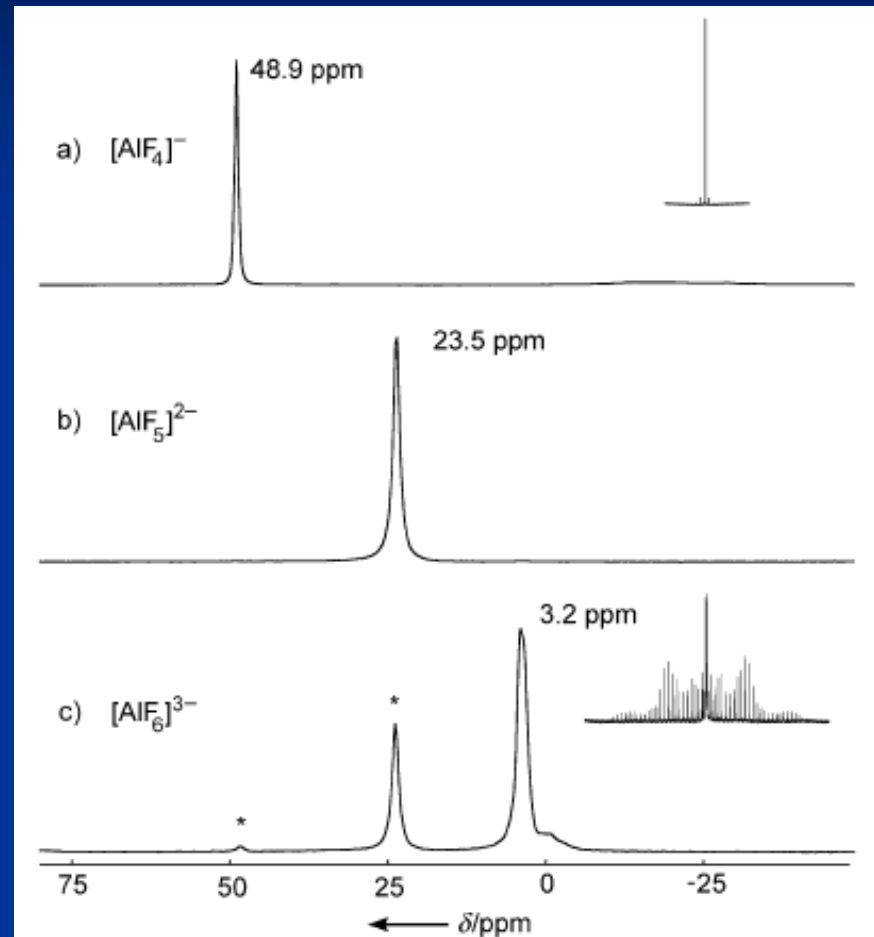 48.9 ppm
a) [AlF₄]⁻
23.5 ppm
b) [AlF₅]²⁻
3.2 ppm
c) [AlF₆]³⁻
*
*
75 50 25 0 -25
δ/ppm